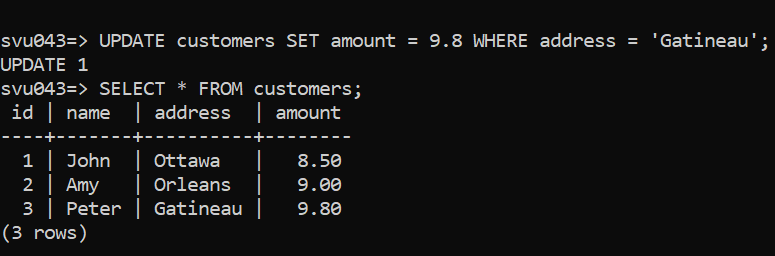 svu043=> UPDATE customers SET amount = 9.8 WHERE address = 'Gatineau';
UPDATE 1
svu043=> SELECT * FROM customers;
 id | name  | address  | amount
----+-------+----------+--------
  1 | John  | Ottawa   |   8.50
  2 | Amy   | Orleans  |   9.00
  3 | Peter | Gatineau |   9.80
(3 rows)